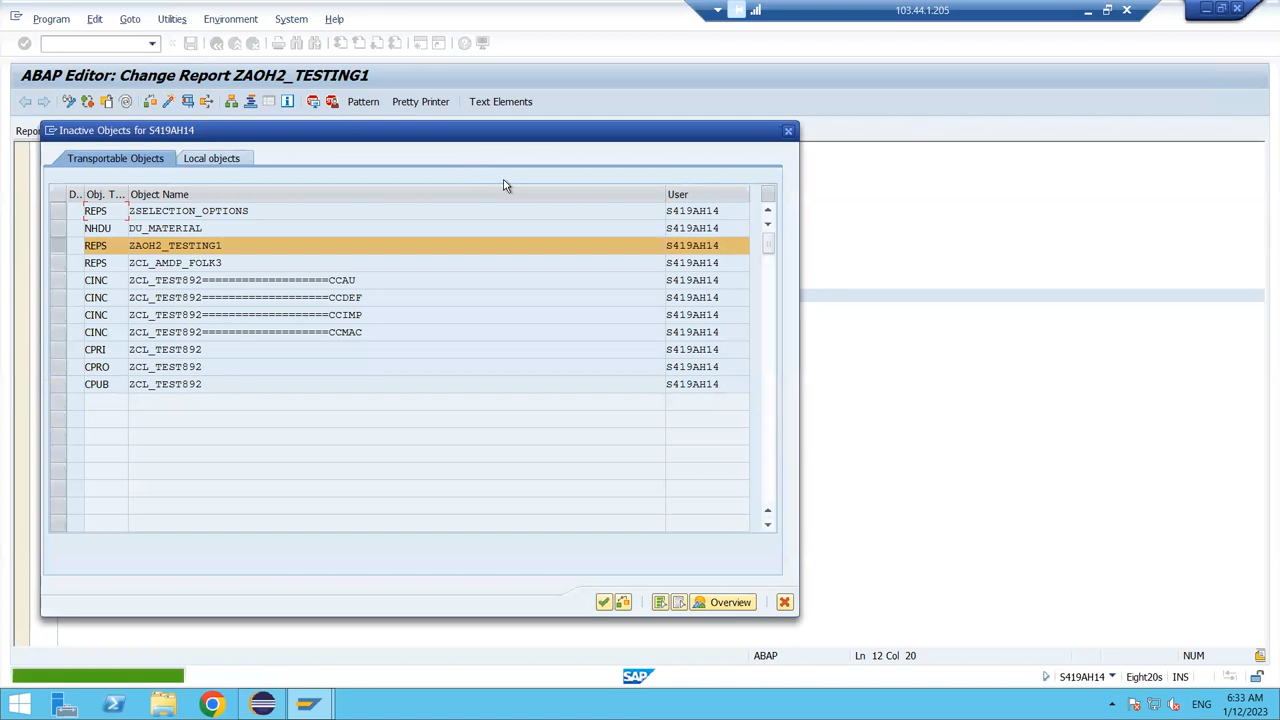 Program Edit Goto Utilities Environment System Help
103.44.1.205
ABAP Editor: Change Report ZAOH2_TESTING1
Pattern Pretty Printer Text Elements
Repor
Inactive Objects for S419AH14
Transportable Objects Local objects
D.. Obj. T... Object Name User
REPS ZSELECTION_OPTIONS S419AH14
NHDU DU_MATERIAL S419AH14
REPS ZAOH2_TESTING1 S419AH14
REPS ZCL_AMDP_FOLK3 S419AH14
CINC ZCL_TEST892====================CCAU S419AH14
CINC ZCL_TEST892====================CCDEF S419AH14
CINC ZCL_TEST892====================CCIMP S419AH14
CINC ZCL_TEST892====================CCMAC S419AH14
CPRI ZCL_TEST892 S419AH14
CPRO ZCL_TEST892 S419AH14
CPUB ZCL_TEST892 S419AH14
Overview
ABAP Ln 12 Col 20 NUM
SAP S419AH14 Eight20s INS
ENG 6:33 AM
1/12/2023